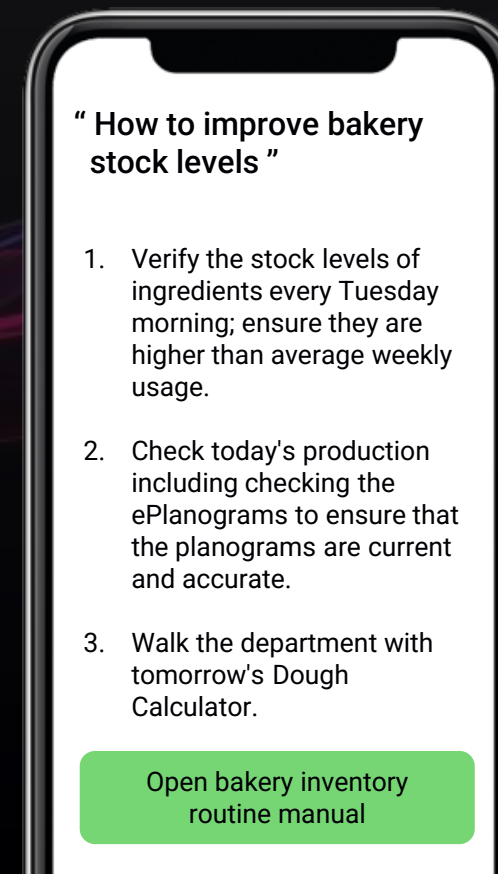 “ How to improve bakery
stock levels ”
1. Verify the stock levels of
ingredients every Tuesday
morning; ensure they are
higher than average weekly
usage.
2. Check today's production
including checking the
ePlanograms to ensure that
the planograms are current
and accurate.
3. Walk the department with
tomorrow's Dough
Calculator.
Open bakery inventory
routine manual